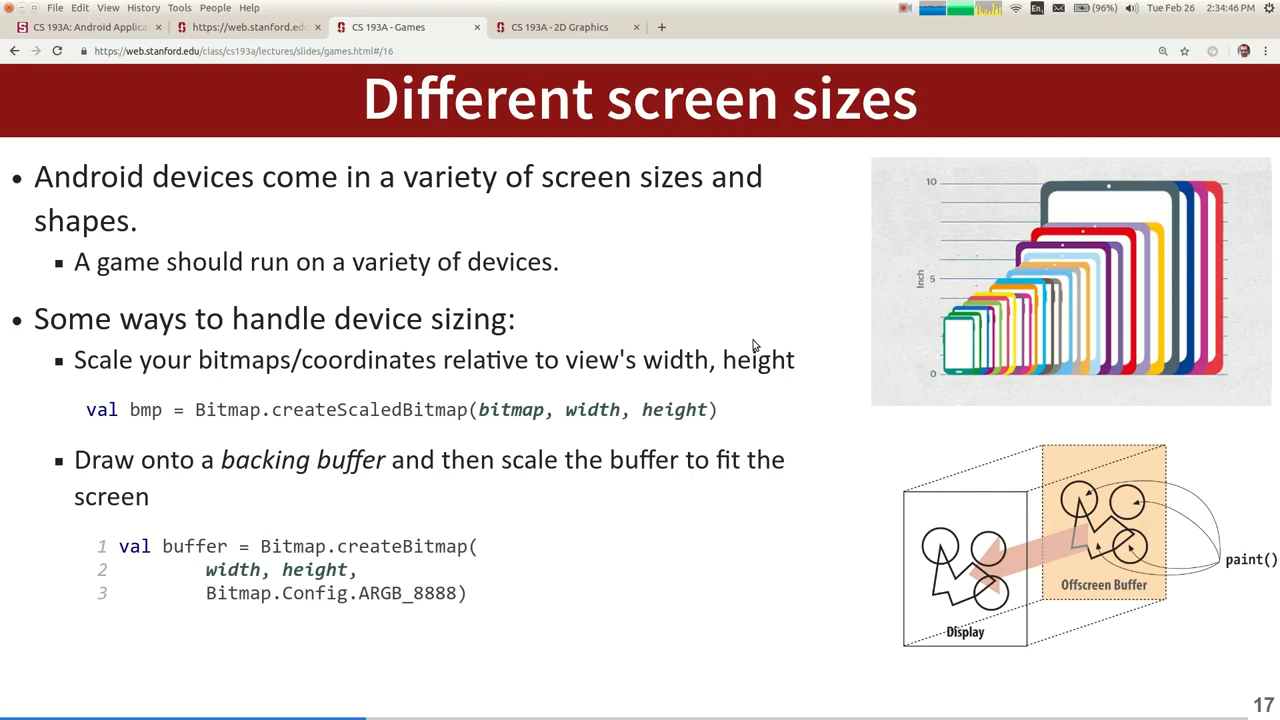 File Edit View History Tools People Help
En
(96%)
Tue Feb 26 2:34:46 PM
CS 193A: Android Applica
https://web.stanford.edu
CS 193A - Games
CS 193A - 2D Graphics
https://web.stanford.edu/class/cs193a/lectures/slides/games.html#/16
Different screen sizes
• Android devices come in a variety of screen sizes and
shapes.
▪ A game should run on a variety of devices.
• Some ways to handle device sizing:
▪ Scale your bitmaps/coordinates relative to view's width, height
val bmp = Bitmap.createScaledBitmap(bitmap, width, height)
▪ Draw onto a backing buffer and then scale the buffer to fit the
screen
1 val buffer = Bitmap.createBitmap(
2 width, height,
3 Bitmap.Config.ARGB_8888)
10
Inch
5
0
paint()
Offscreen Buffer
Display
17